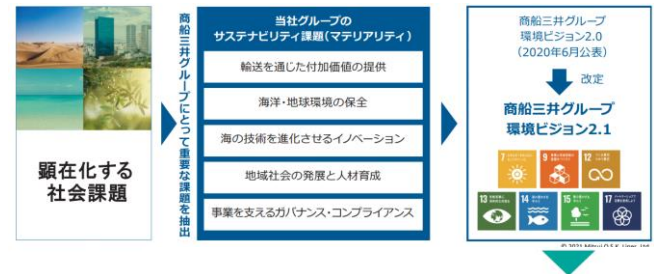 顕在化する
社会課題
商船三井グループにとって重要な課題を抽出
当社グループの
サステナビリティ課題(マテリアリティ)
輸送を通じた付加価値の提供
海洋・地球環境の保全
海の技術を進化させるイノベーション
地域社会の発展と人材育成
事業を支えるガバナンス・コンプライアンス
商船三井グループ
環境ビジョン2.0
(2020年6月公表)
改定
商船三井グループ
環境ビジョン2.1
7
9
12
13
14
15
17